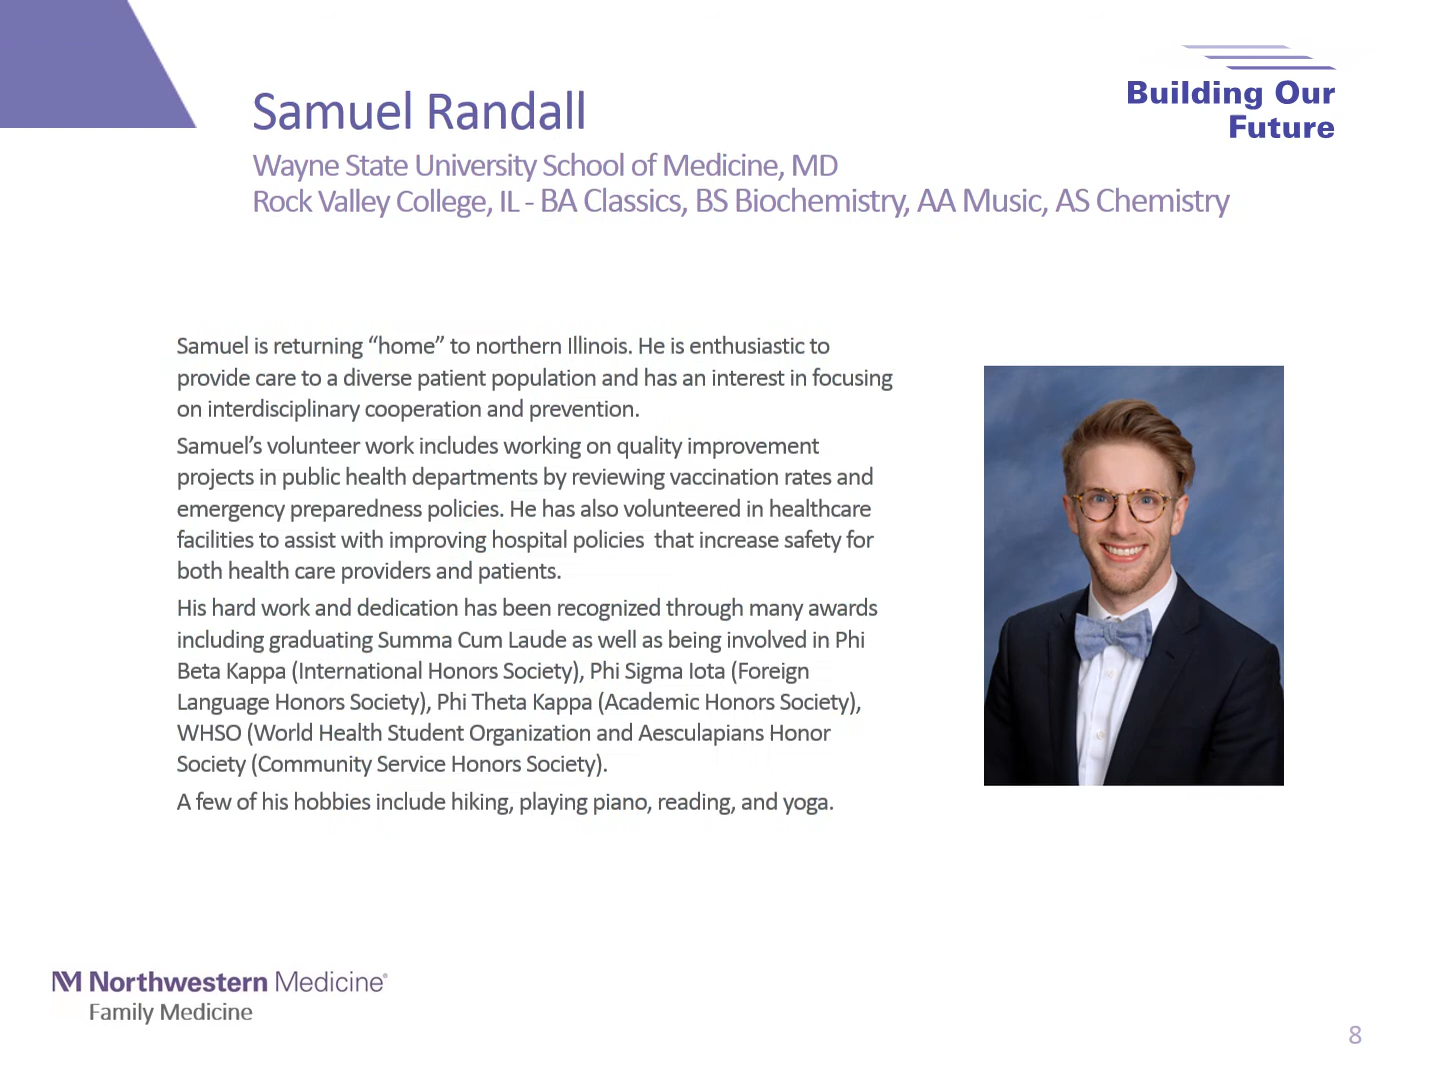 Samuel Randall
Building Our
Future
Wayne State University School of Medicine, MD
Rock Valley College, IL - BA Classics, BS Biochemistry, AA Music, AS Chemistry
Samuel is returning “home” to northern Illinois. He is enthusiastic to
provide care to a diverse patient population and has an interest in focusing
on interdisciplinary cooperation and prevention.
Samuel’s volunteer work includes working on quality improvement
projects in public health departments by reviewing vaccination rates and
emergency preparedness policies. He has also volunteered in healthcare
facilities to assist with improving hospital policies  that increase safety for
both health care providers and patients.
His hard work and dedication has been recognized through many awards
including graduating Summa Cum Laude as well as being involved in Phi
Beta Kappa (International Honors Society), Phi Sigma Iota (Foreign
Language Honors Society), Phi Theta Kappa (Academic Honors Society),
WHSO (World Health Student Organization and Aesculapians Honor
Society (Community Service Honors Society).
A few of his hobbies include hiking, playing piano, reading, and yoga.
NM Northwestern Medicine®
Family Medicine
8